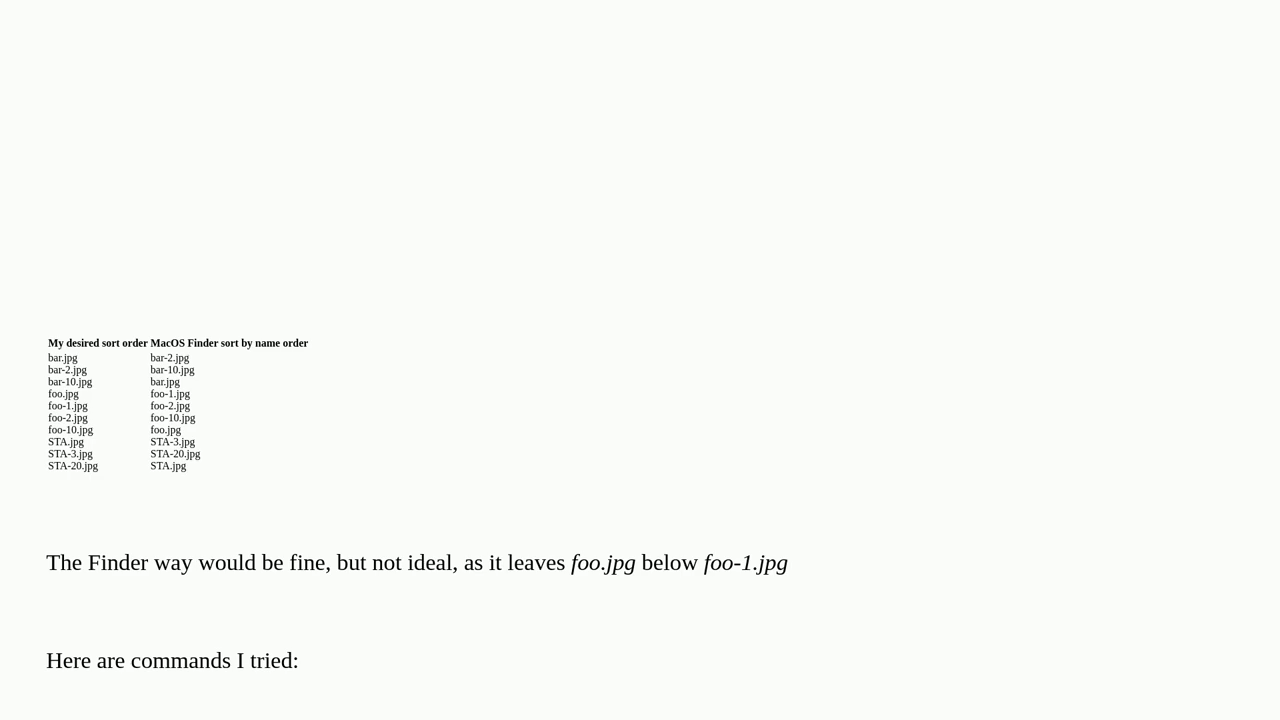 My desired sort order MacOS Finder sort by name order
bar.jpg bar-2.jpg
bar-2.jpg bar-10.jpg
bar-10.jpg bar.jpg
foo.jpg foo-1.jpg
foo-1.jpg foo-2.jpg
foo-2.jpg foo-10.jpg
foo-10.jpg foo.jpg
STA.jpg STA-3.jpg
STA-3.jpg STA-20.jpg
STA-20.jpg STA.jpg
The Finder way would be fine, but not ideal, as it leaves foo.jpg below foo-1.jpg
Here are commands I tried: